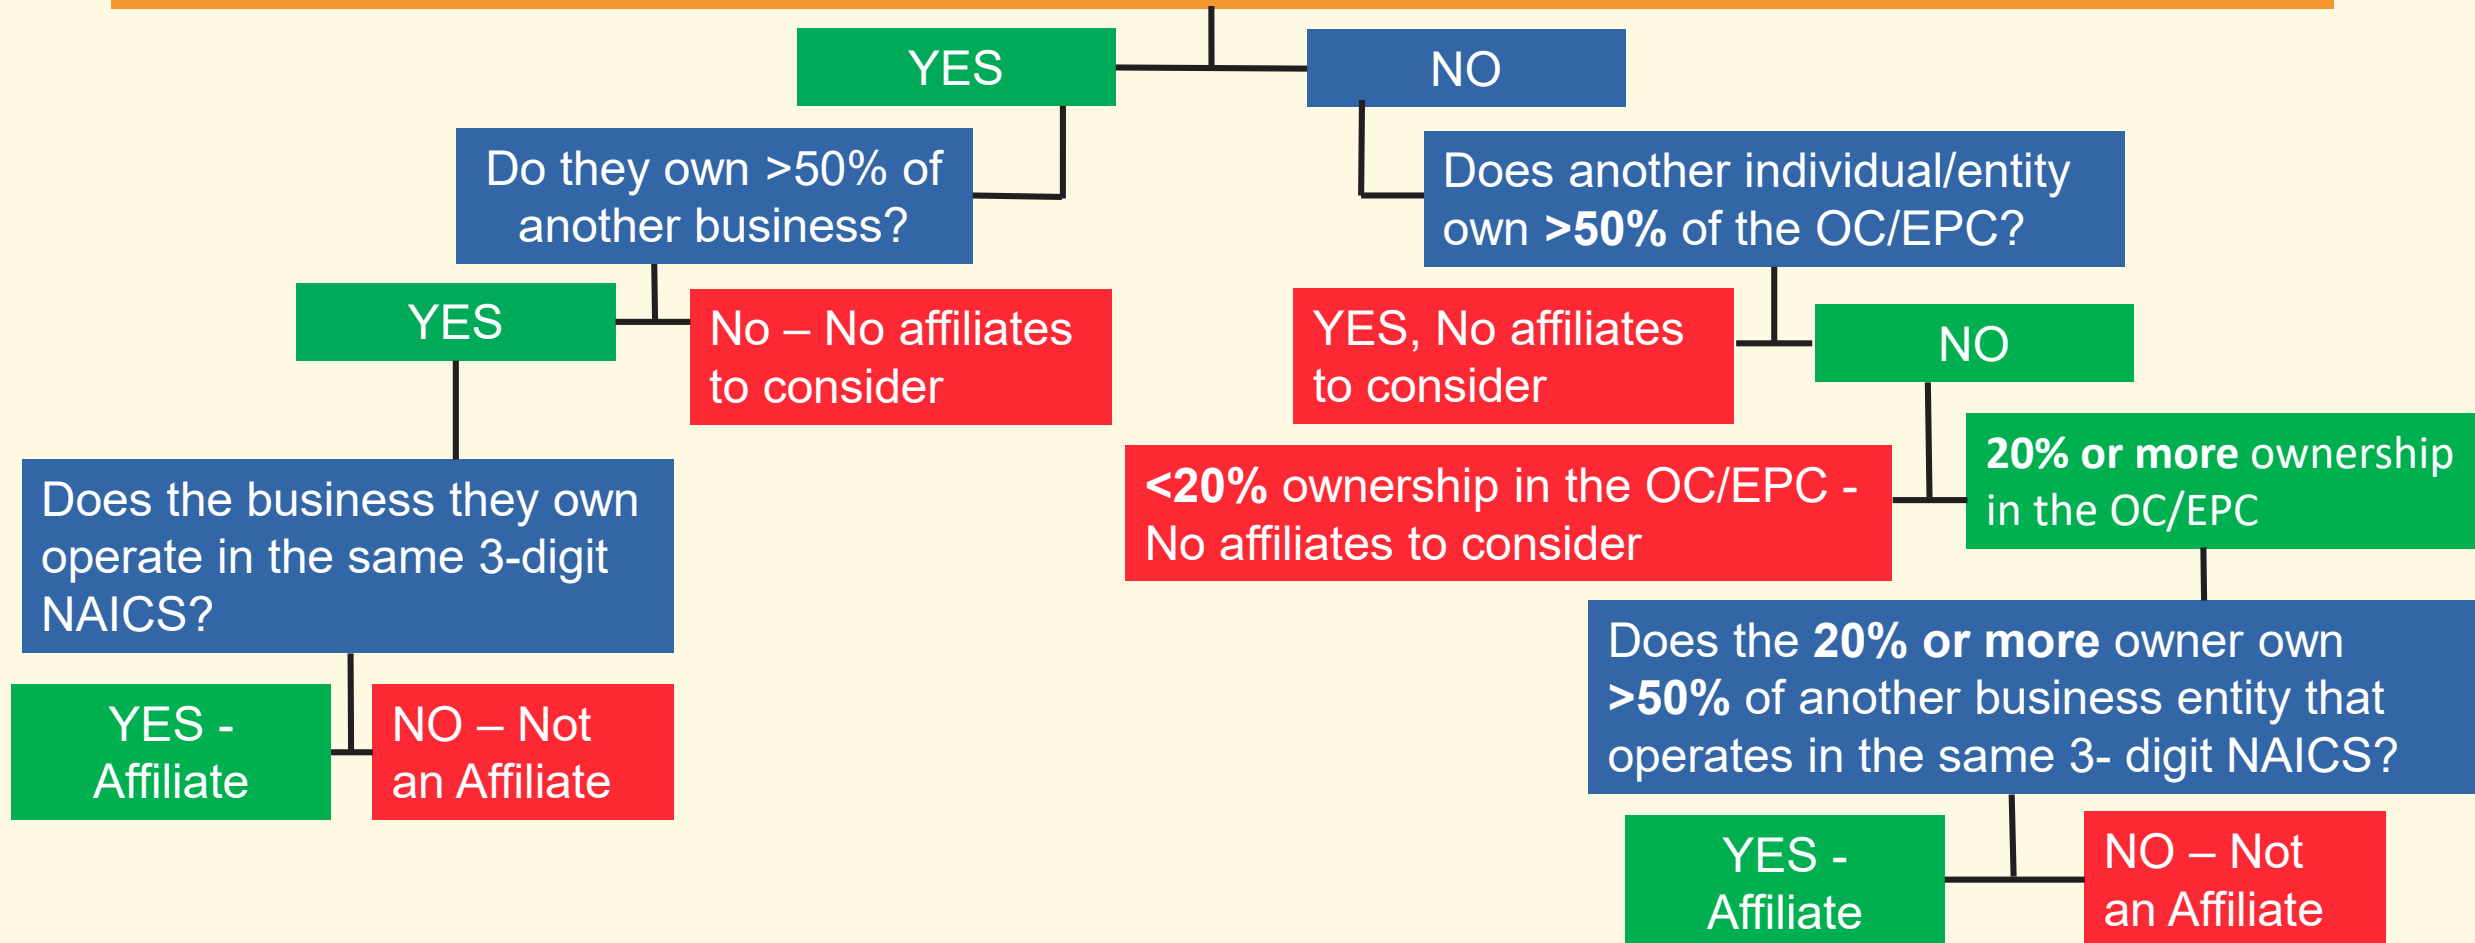 YES
NO
Do they own >50% of
another business?
Does another individual/entity
own >50% of the OC/EPC?
YES
No – No affiliates
to consider
YES, No affiliates
to consider
NO
<20% ownership in the OC/EPC -
No affiliates to consider
20% or more ownership
in the OC/EPC
Does the business they own
operate in the same 3-digit
NAICS?
Does the 20% or more owner own
>50% of another business entity that
operates in the same 3- digit NAICS?
YES -
Affiliate
NO – Not
an Affiliate
YES -
Affiliate
NO – Not
an Affiliate